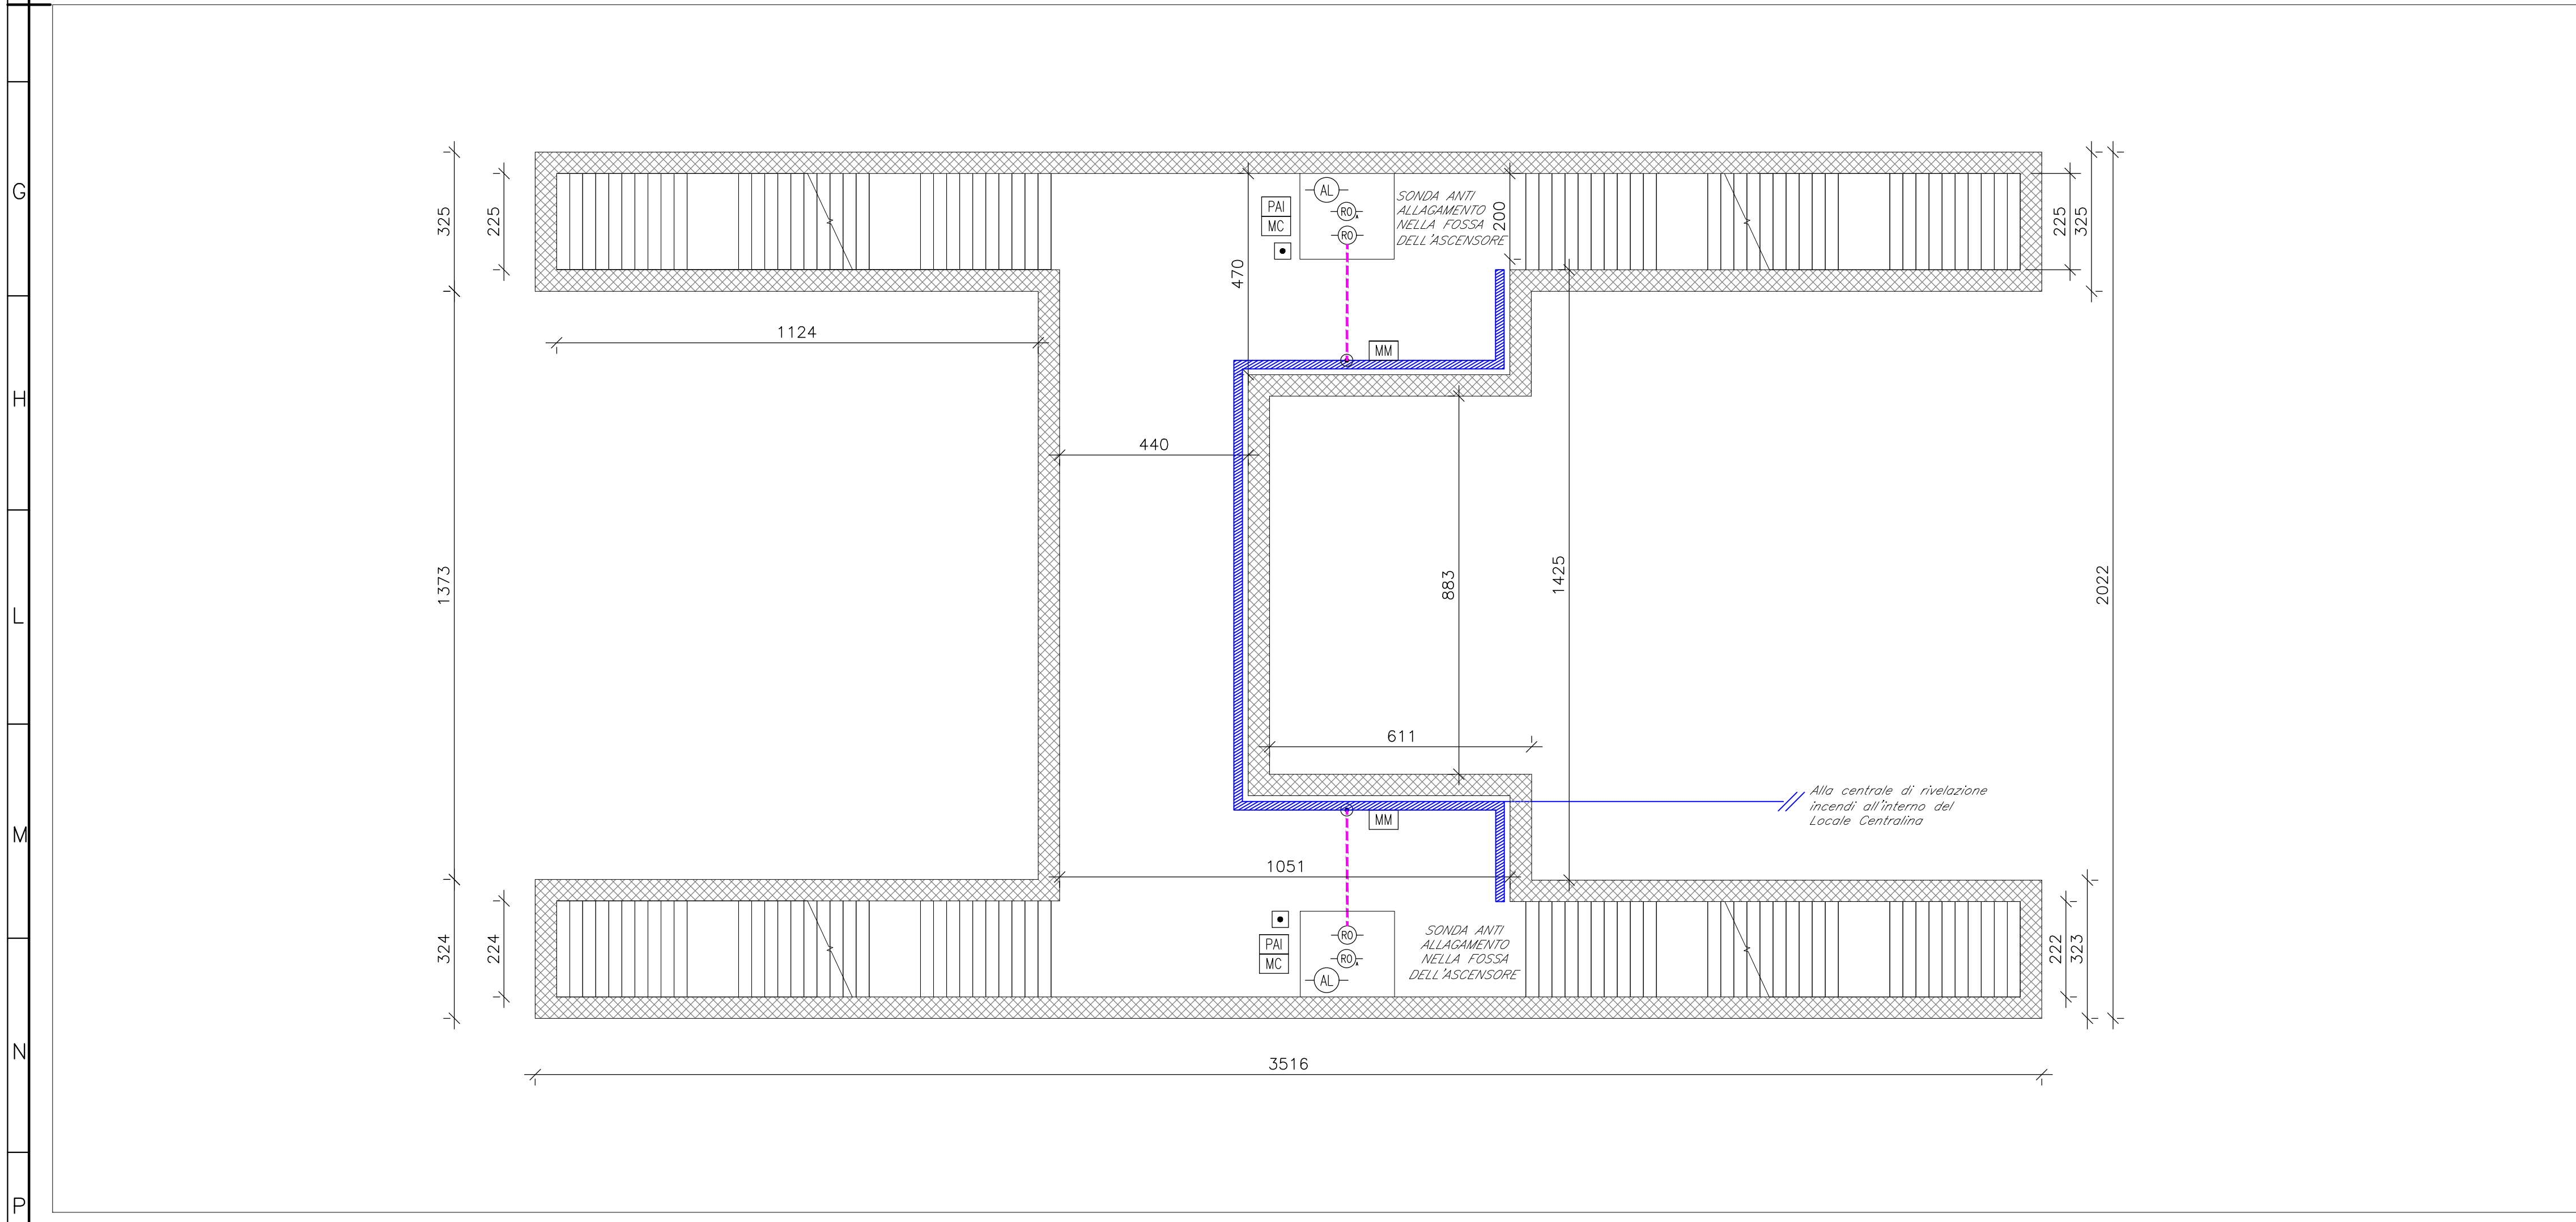 G
H
L
M
N
P
325
225
1373
324
224
1124
440
470
PAI
MC
AL
RO
A
RO
SONDA ANTI
ALLAGAMENTO
NELLA FOSSA
DELL'ASCENSORE
200
MM
883
1425
611
225
325
2022
Alla centrale di rivelazione
incendi all'interno del
Locale Centralina
MM
1051
PAI
MC
RO
RO
A
AL
SONDA ANTI
ALLAGAMENTO
NELLA FOSSA
DELL'ASCENSORE
222
323
3516